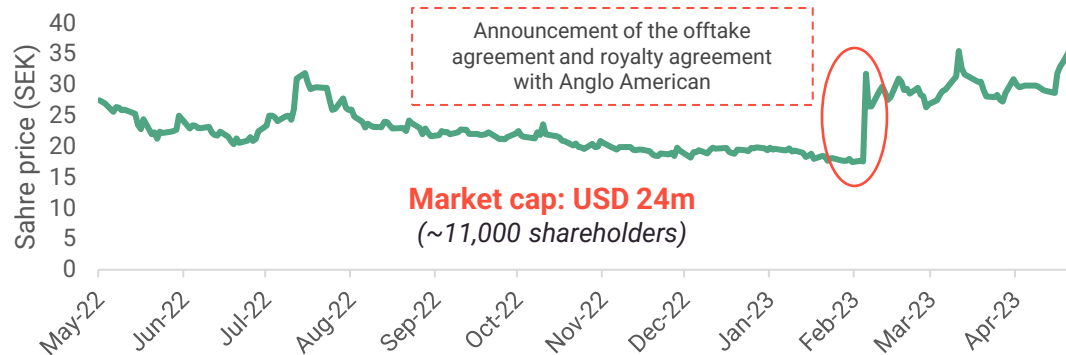 40
35
30
25
20
15
10
5
0
Sahre price (SEK)
Announcement of the offtake
agreement and royalty agreement
with Anglo American
Market cap: USD 24m
(~11,000 shareholders)
May-22
Jun-22
Jul-22
Aug-22
Sep-22
Oct-22
Nov-22
Dec-22
Jan-23
Feb-23
Mar-23
Apr-23